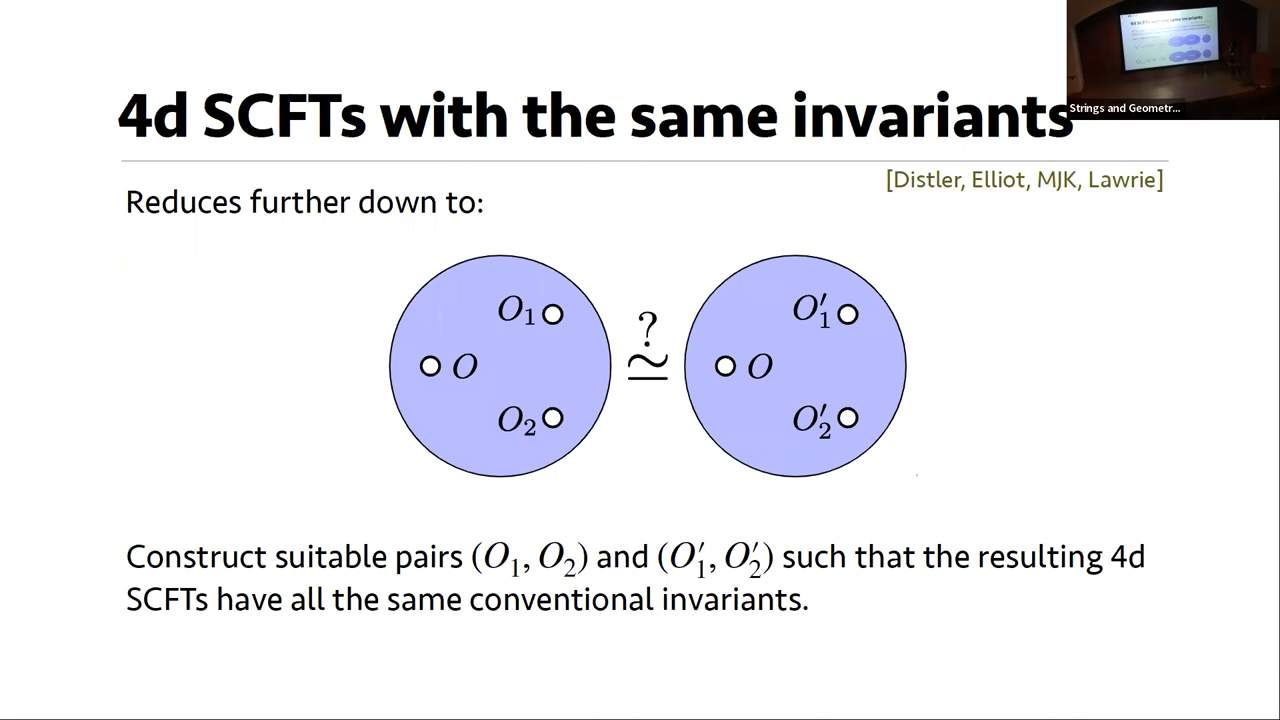 4d SCFTs with the same invariants
Strings and Geometr...
[Distler, Elliot, MJK, Lawrie]
Reduces further down to:
O₁ O O₂ ≃? O′₁ O O′₂
Construct suitable pairs (O₁, O₂) and (O′₁, O′₂) such that the resulting 4d
SCFTs have all the same conventional invariants.